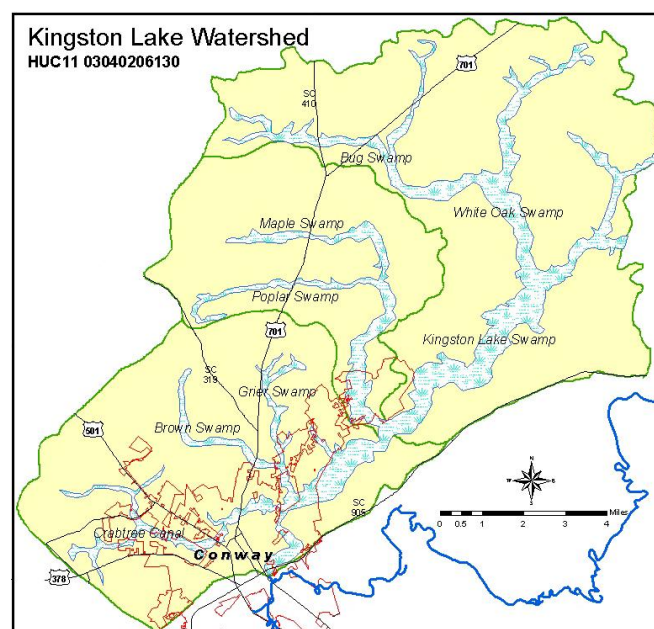 Kingston Lake Watershed
HUC11 03040206130
701
SC
410
Bug Swamp
White Oak Swamp
Maple Swamp
Poplar Swamp
701
Kingston Lake Swamp
SC
319
Grier Swamp
501
Brown Swamp
N
W
E
S
SC
905
Miles
0 0.5 1 2 3 4
Crabtree Canal
Conway
378